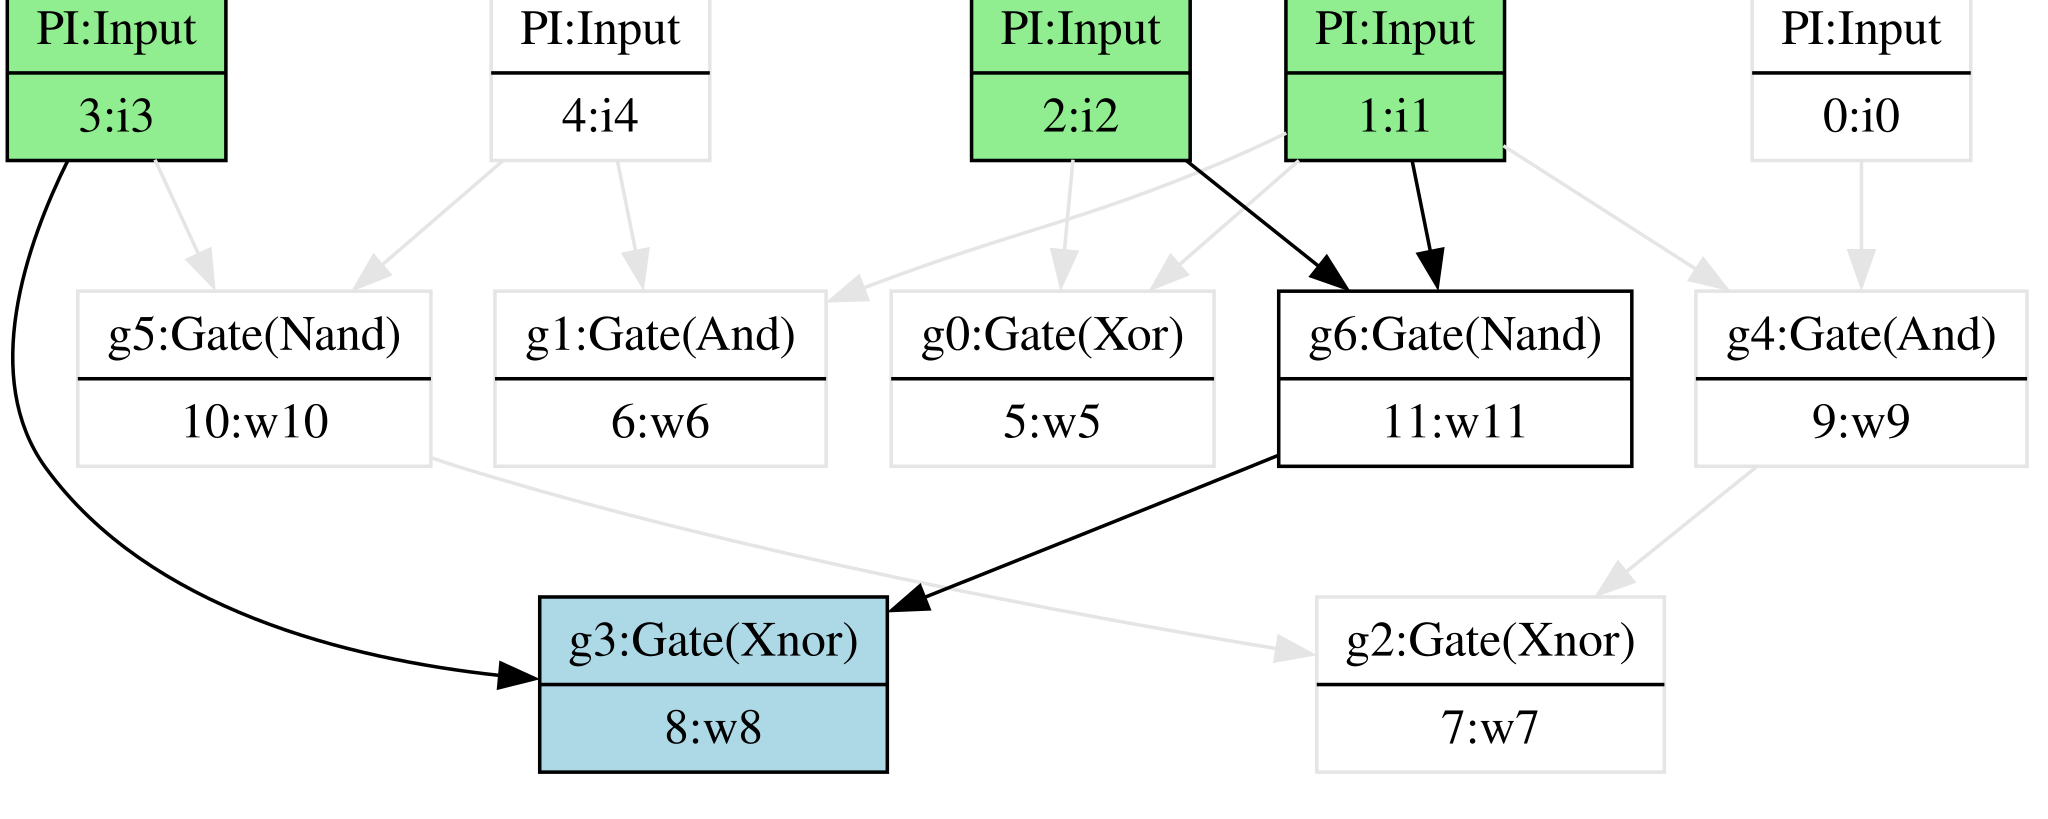 PI:Input
3:i3
PI:Input
4:i4
PI:Input
2:i2
PI:Input
1:i1
PI:Input
0:i0
g5:Gate(Nand)
10:w10
g1:Gate(And)
6:w6
g0:Gate(Xor)
5:w5
g6:Gate(Nand)
11:w11
g4:Gate(And)
9:w9
g3:Gate(Xnor)
8:w8
g2:Gate(Xnor)
7:w7